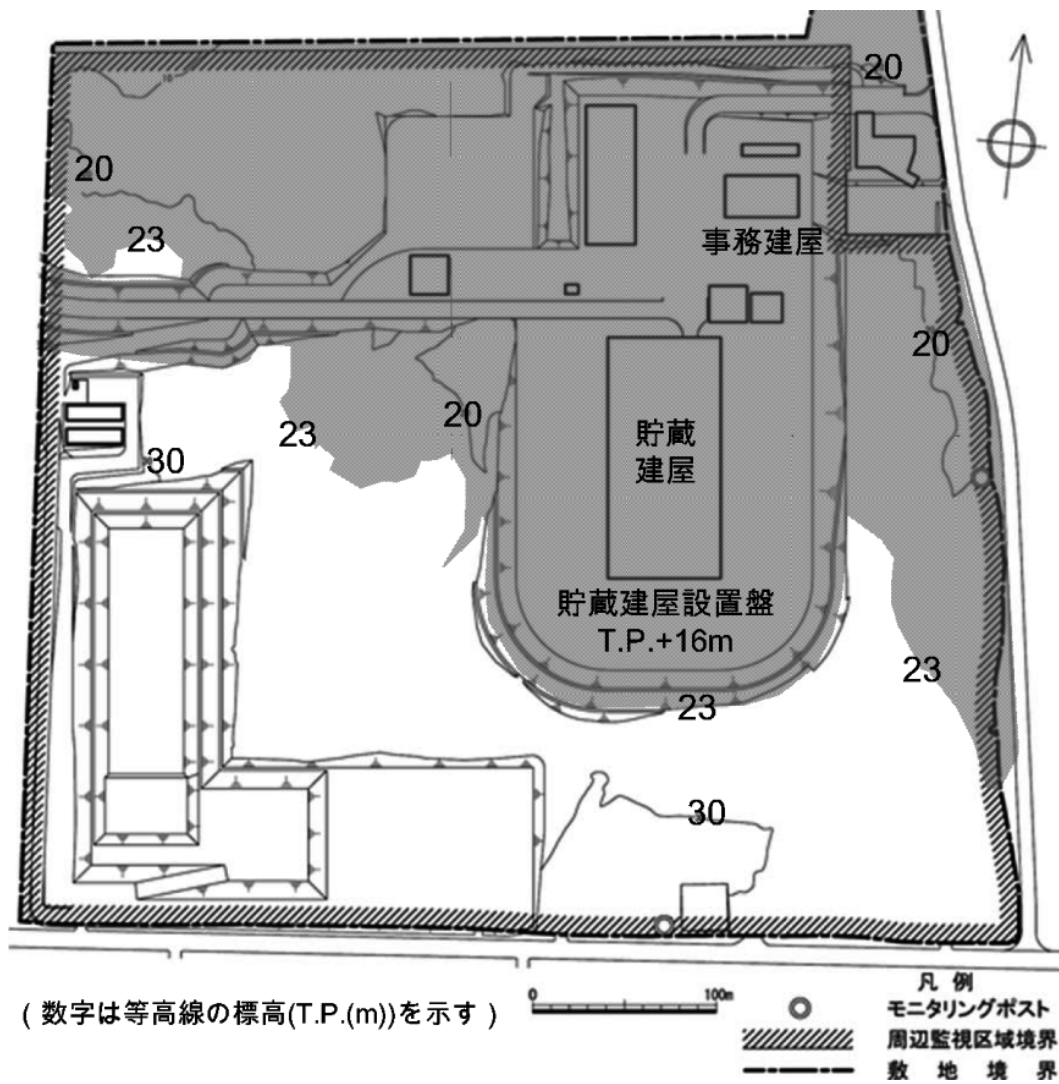 20
20
23
事務建屋
20
20
23
30
貯蔵
建屋
貯蔵建屋設置盤
T.P.+16m
23
23
30
(数字は等高線の標高(T.P.(m))を示す)
0 100m
凡 例
モニタリングポスト
周辺監視区域境界
敷 地 境 界